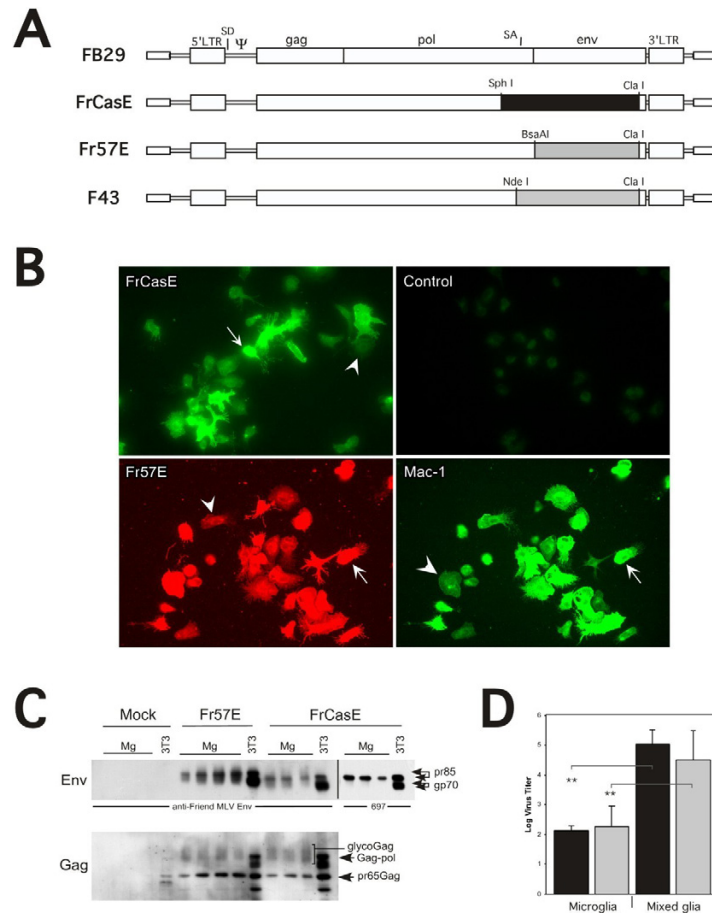 A
5'LTR SD Ψ gag pol SA env 3'LTR
FB29
Sph I Cla I
FrCasE
BsaAI Cla I
Fr57E
Nde I Cla I
F43
B
FrCasE Control
Fr57E Mac-1
C
Mock Fr57E FrCasE
Mg 3T3 Mg 3T3 Mg 3T3 Mg 3T3
Env pr85
gp70
anti-Friend MLV Env 697
Gag glycoGag
Gag-pol
pr65Gag
D
Log Virus Titer
6
5
4
3
2
1
0
** **
Microglia Mixed glia